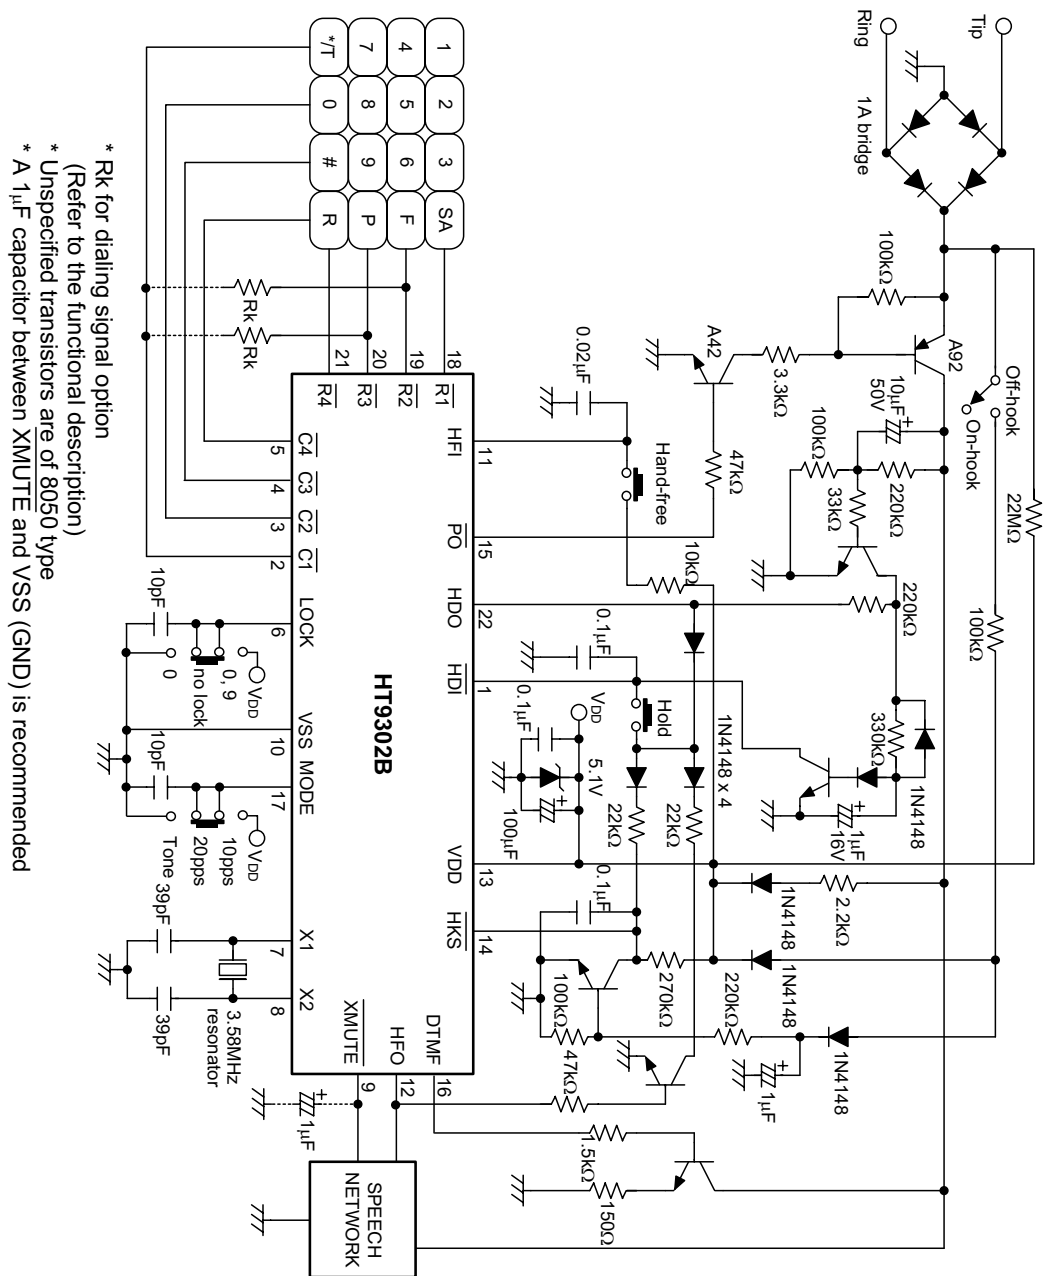 Tip
Ring
1A bridge
Off-hook
On-hook
22MΩ
100kΩ
100kΩ
A92
10μF
50V
220kΩ
100kΩ
33kΩ
3.3kΩ
A42
47kΩ
220kΩ
330kΩ
1N4148
1μF
16V
1N4148
2.2kΩ
1N4148
1N4148
220kΩ
1μF
0.02μF
Hand-free
10kΩ
0.1μF
Hold
1N4148 x 4
VDD
5.1V
0.1μF
100μF
22kΩ
22kΩ
0.1μF
270kΩ
100kΩ
47kΩ
1.5kΩ
150Ω
1 2 3 SA
4 5 6 F
7 8 9 P
*/T 0 # R
Rk
Rk
18 R1
19 R2
20 R3
21 R4
5 C4
4 C3
3 C2
2 C1
HFI 11
PO 15
HDO 22
HDI 1
VDD 13
HKS 14
HT9302B
LOCK 6
VSS 10
MODE 17
X1 7
X2 8
XMUTE 9
HFO 12
DTMF 16
10pF
VDD
0, 9
no lock
0
10pF
VDD
10pps
20pps
Tone
39pF
39pF
3.58MHz
resonator
1μF
SPEECH
NETWORK
* Rk for dialing signal option
(Refer to the functional description)
* Unspecified transistors are of 8050 type
* A 1μF capacitor between XMUTE and VSS (GND) is recommended